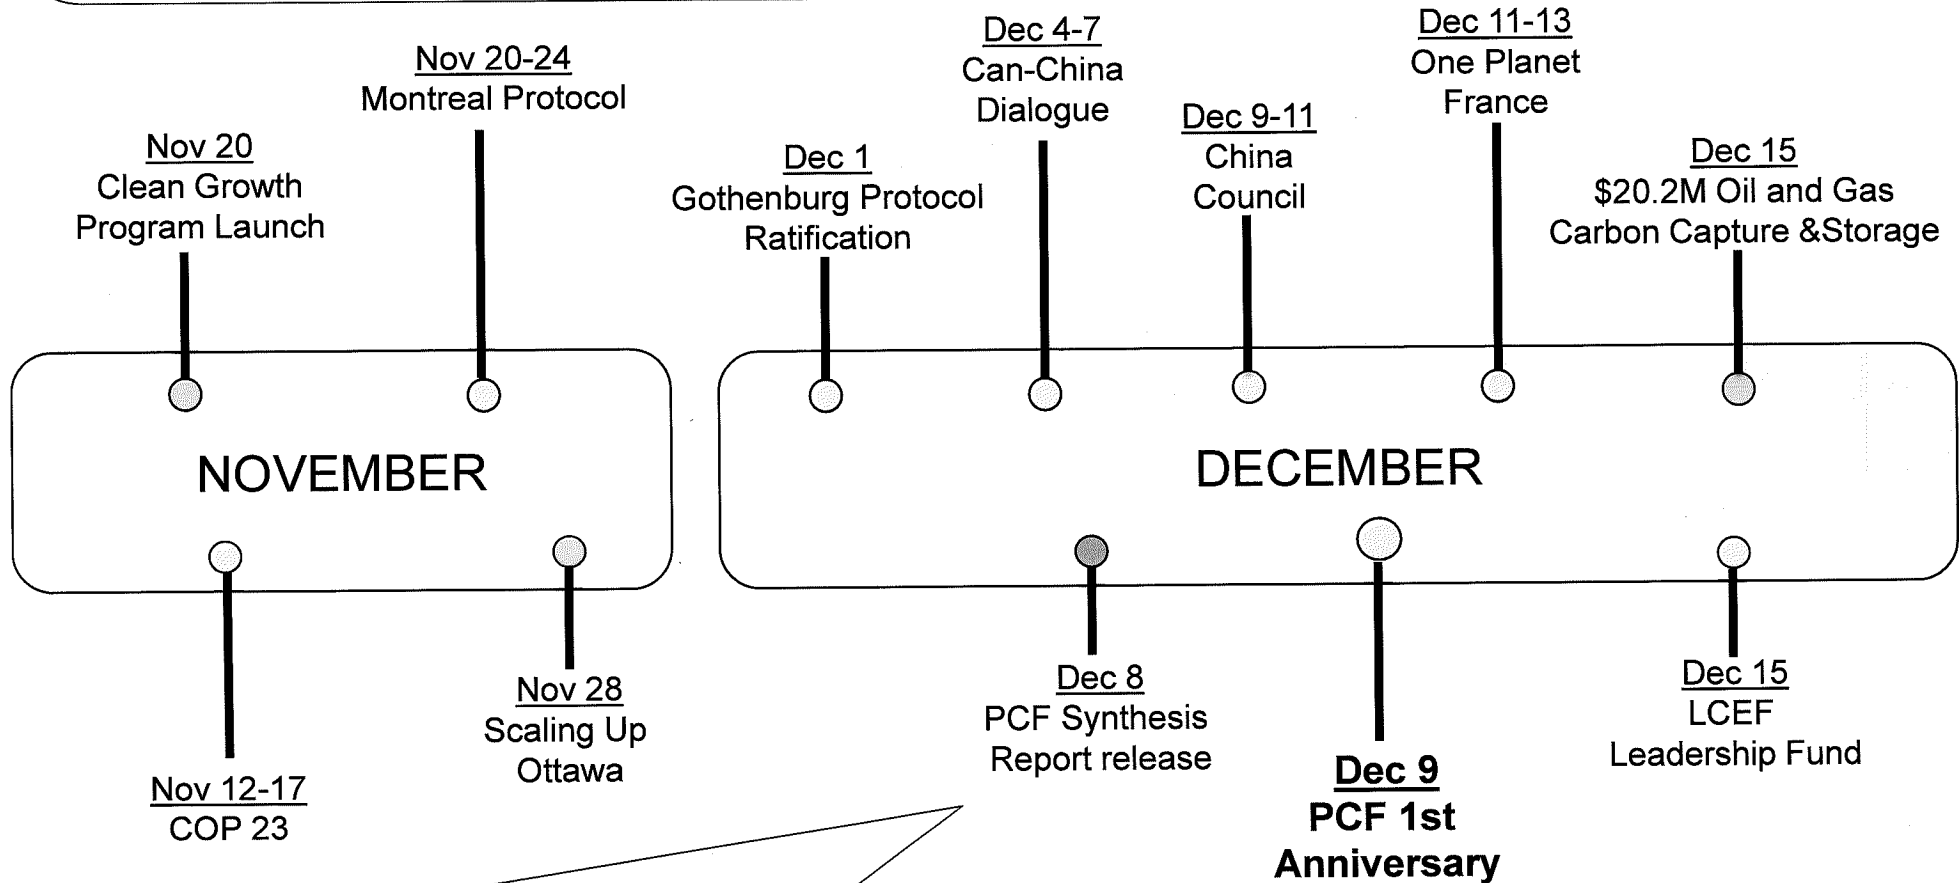 Nov 20
Clean Growth
Program Launch
Nov 20-24
Montreal Protocol
Dec 1
Gothenburg Protocol
Ratification
Dec 4-7
Can-China
Dialogue
Dec 9-11
China
Council
Dec 11-13
One Planet
France
Dec 15
$20.2M Oil and Gas
Carbon Capture &Storage
NOVEMBER
DECEMBER
Nov 12-17
COP 23
Nov 28
Scaling Up
Ottawa
Dec 8
PCF Synthesis
Report release
Dec 9
PCF 1st
Anniversary
Dec 15
LCEF
Leadership Fund